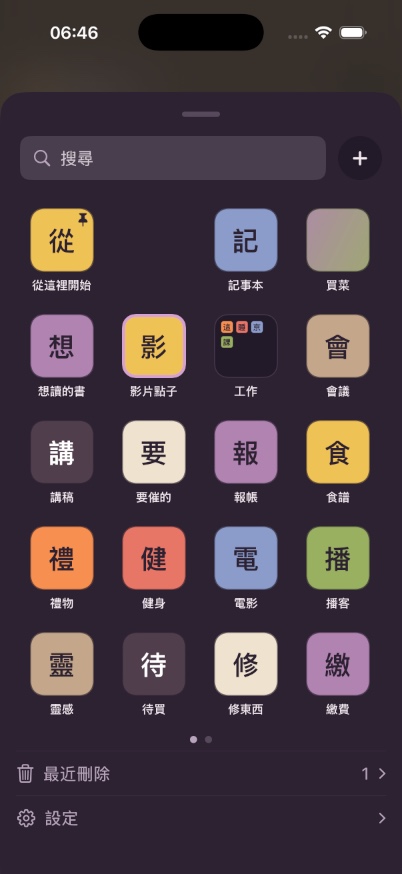 06:46
搜尋
從 記
從這裡開始 記事本 買菜
想 影 會
想讀的書 影片點子 工作 會議
講 要 報 食
講稿 要催的 報帳 食譜
禮 健 電 播
禮物 健身 電影 播客
靈 待 修 繳
靈感 待買 修東西 繳費
最近刪除 1
設定